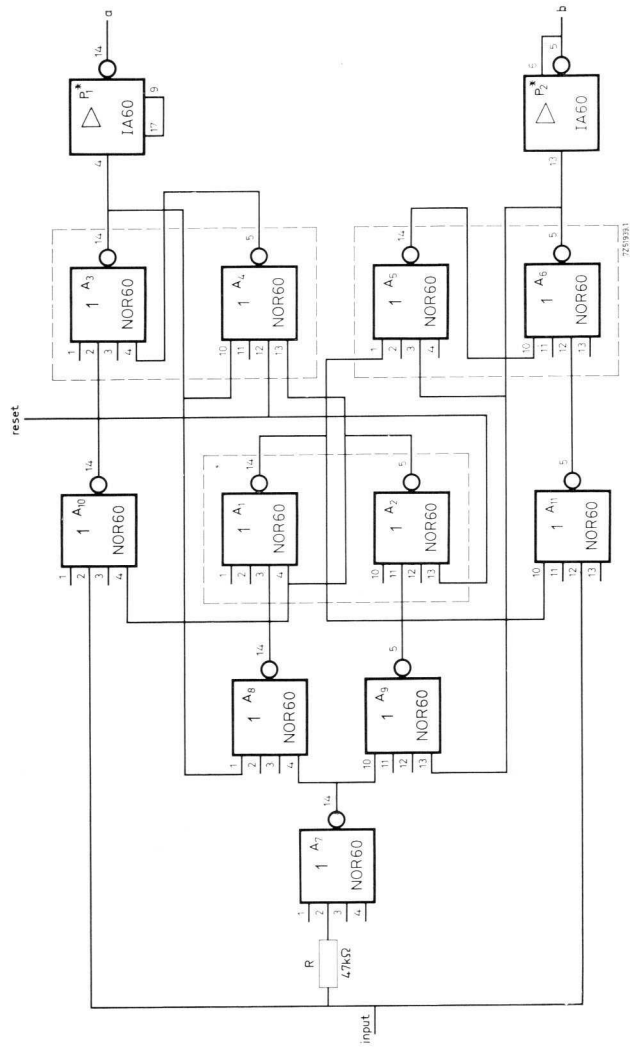 input
R
47kΩ
1
2
3
4
1 A7
NOR60
14
1
2
3
4
1 A8
NOR60
14
10
11
12
13
1 A9
NOR60
5
1
2
3
4
1 A10
NOR60
14
1
2
3
4
1 A1
NOR60
14
10
11
12
13
1 A2
NOR60
5
10
11
12
13
1 A11
NOR60
5
reset
1
2
3
4
1 A3
NOR60
14
10
11
12
13
1 A4
NOR60
5
1
2
3
4
1 A5
NOR60
14
10
11
12
13
1 A6
NOR60
5
4
▷ P1*
IA60
17
9
14
a
13
▷ P2*
IA60
6
5
b
7Z51939.1